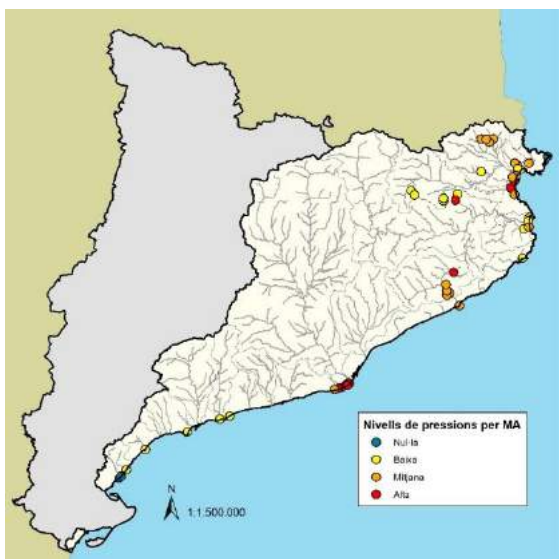 Nivells de pressions per MA
Nul·la
Baixa
Mitjana
Alta
N
1:1.500.000